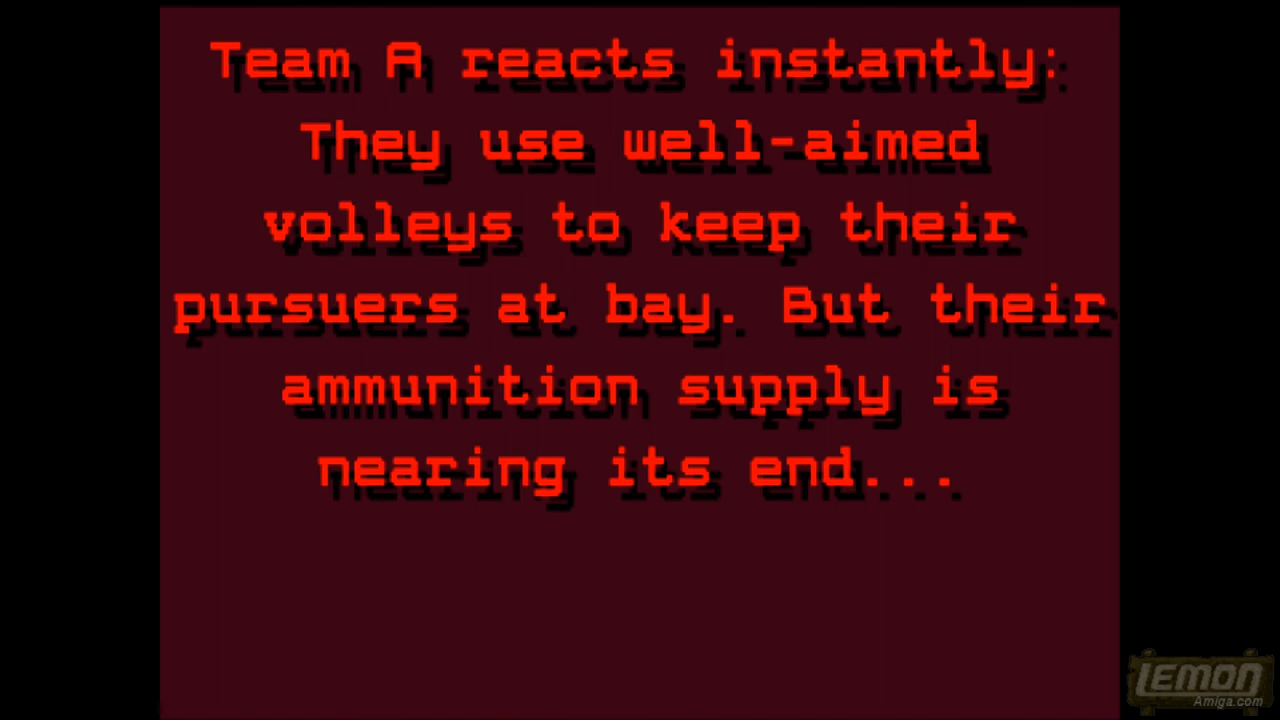 Team A reacts instantly:
They use well-aimed
volleys to keep their
pursuers at bay. But their
ammunition supply is
nearing its end...
LEMON
Amiga.com